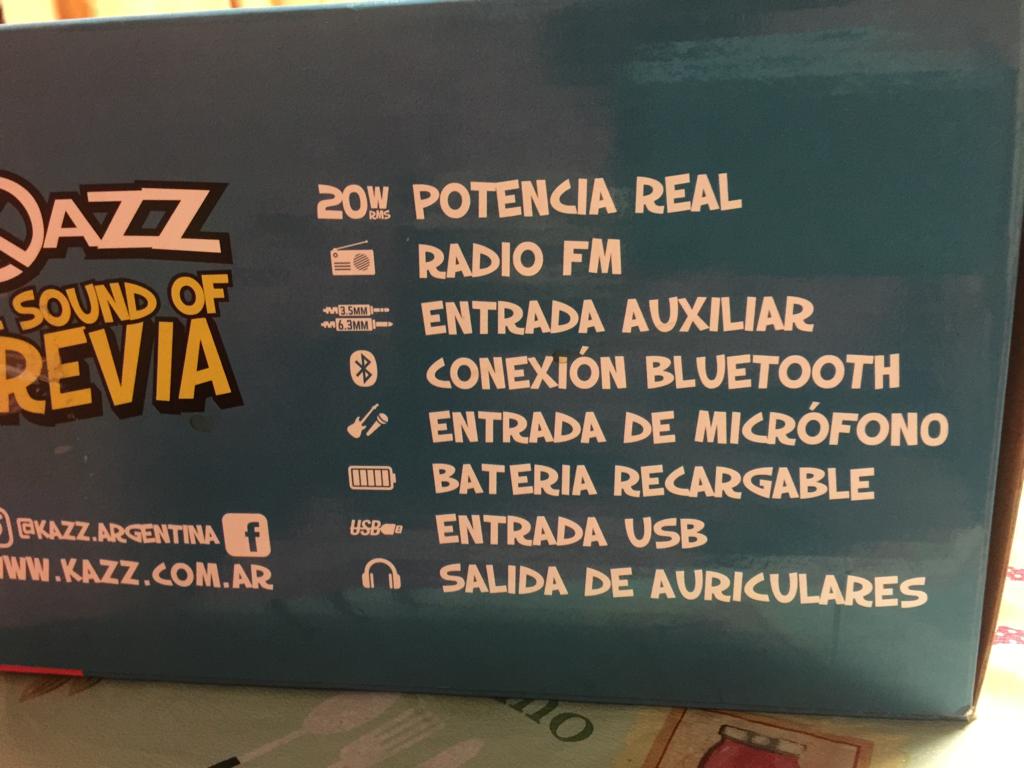 KAZZ
SOUND OF
REVIA
@KAZZ.ARGENTINA
WWW.KAZZ.COM.AR
20W RMS POTENCIA REAL
RADIO FM
3.5MM
6.3MM
ENTRADA AUXILIAR
CONEXIÓN BLUETOOTH
ENTRADA DE MICRÓFONO
BATERIA RECARGABLE
USB ENTRADA USB
SALIDA DE AURICULARES